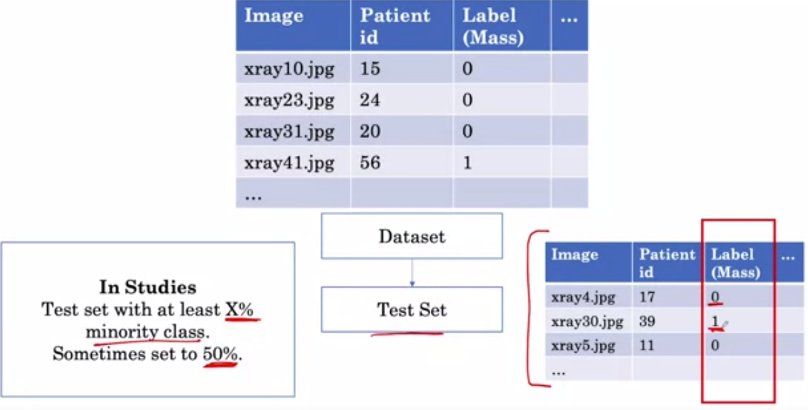 Image Patient id Label (Mass) ...
xray10.jpg 15 0
xray23.jpg 24 0
xray31.jpg 20 0
xray41.jpg 56 1
...
Dataset
Test Set
In Studies
Test set with at least X%
minority class.
Sometimes set to 50%.
Image Patient id Label (Mass) ...
xray4.jpg 17 0
xray30.jpg 39 1
xray5.jpg 11 0
...